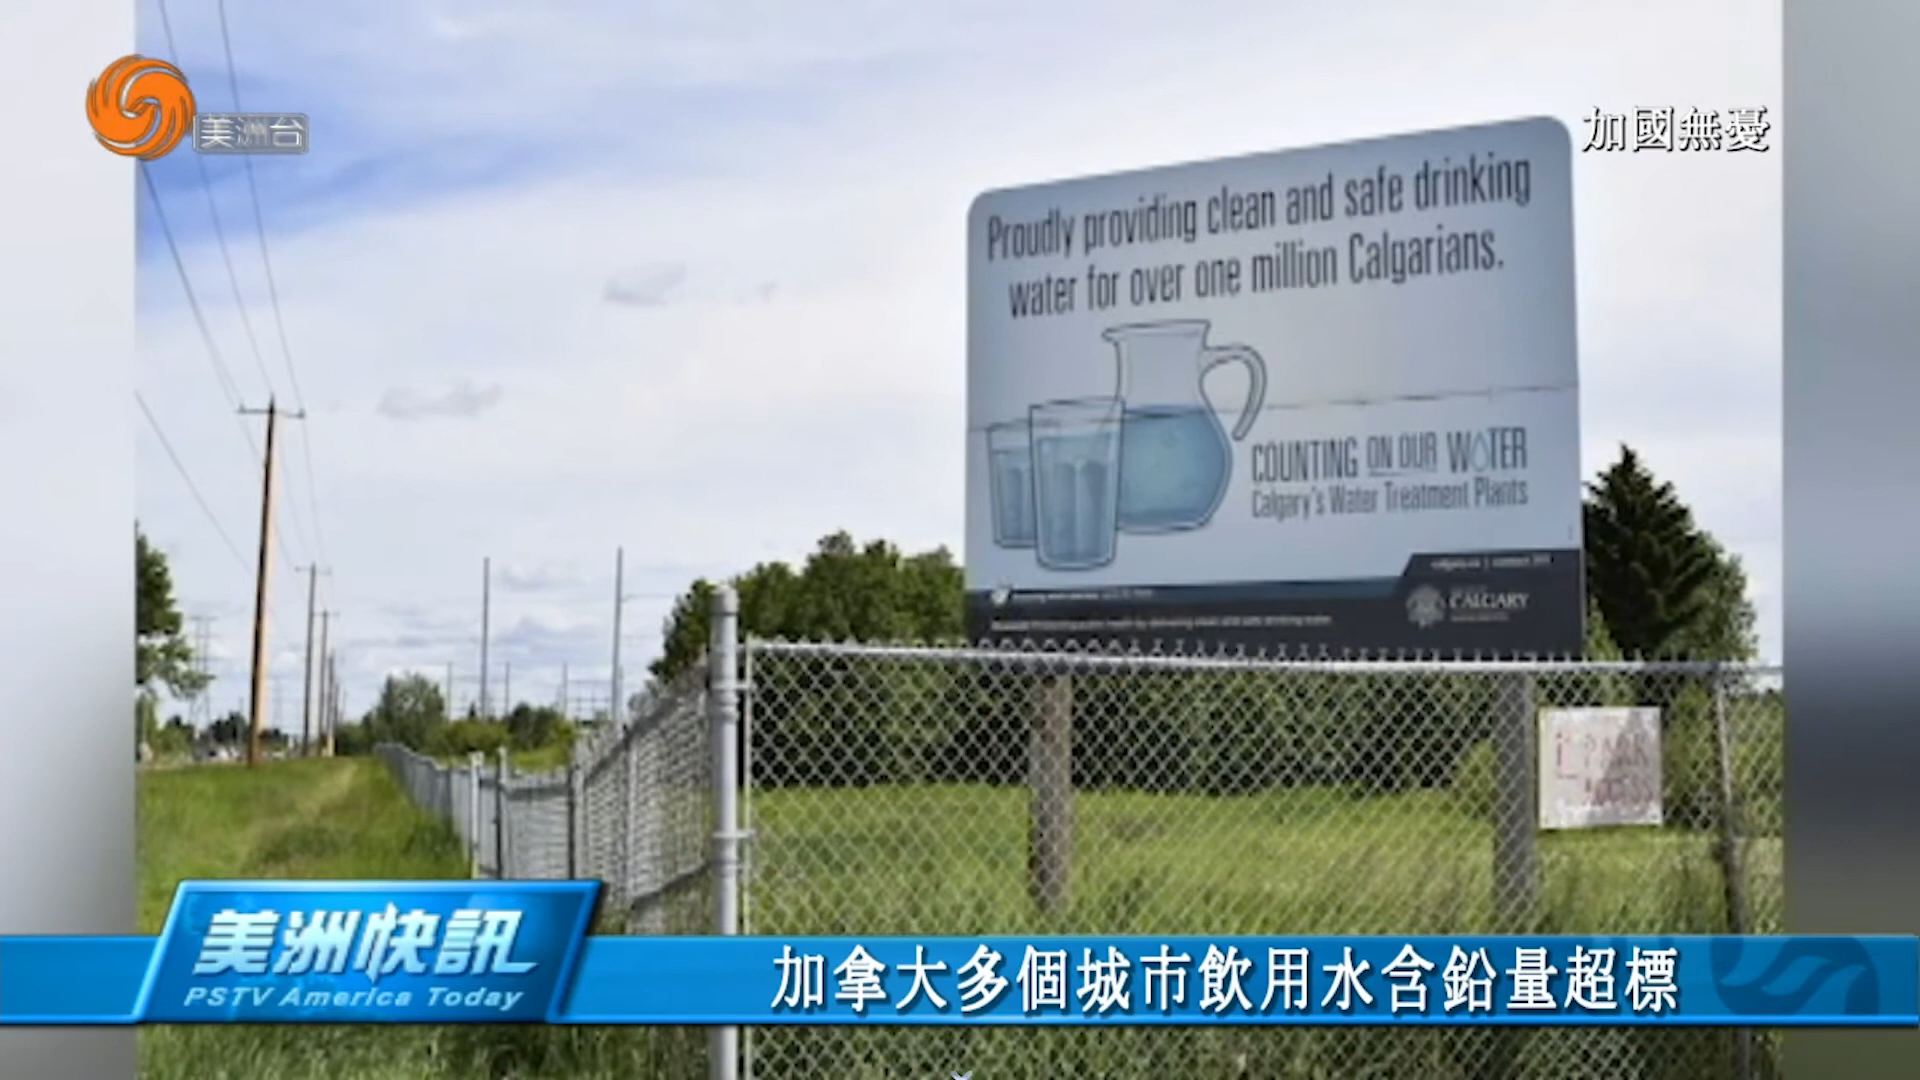 美洲台
加國無憂
Proudly providing clean and safe drinking
water for over one million Calgarians.
COUNTING ON OUR WATER
Calgary's Water Treatment Plants
CALGARY
美洲快訊
PSTV America Today
加拿大多個城市飲用水含鉛量超標